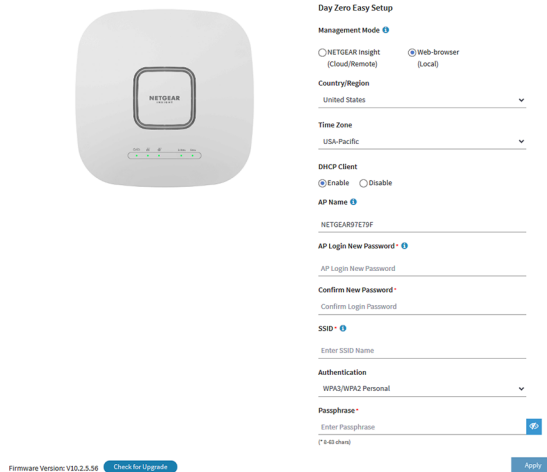 NETGEAR
INSIGHT
Day Zero Easy Setup
Management Mode
NETGEAR Insight
(Cloud/Remote)
Web-browser
(Local)
Country/Region
United States
Time Zone
USA-Pacific
DHCP Client
Enable
Disable
AP Name
NETGEAR97E79F
AP Login New Password*
AP Login New Password
Confirm New Password*
Confirm Login Password
SSID*
Enter SSID Name
Authentication
WPA3/WPA2 Personal
Passphrase*
Enter Passphrase
(* 8-63 chars)
Firmware Version: V10.2.5.56
Check for Upgrade
Apply